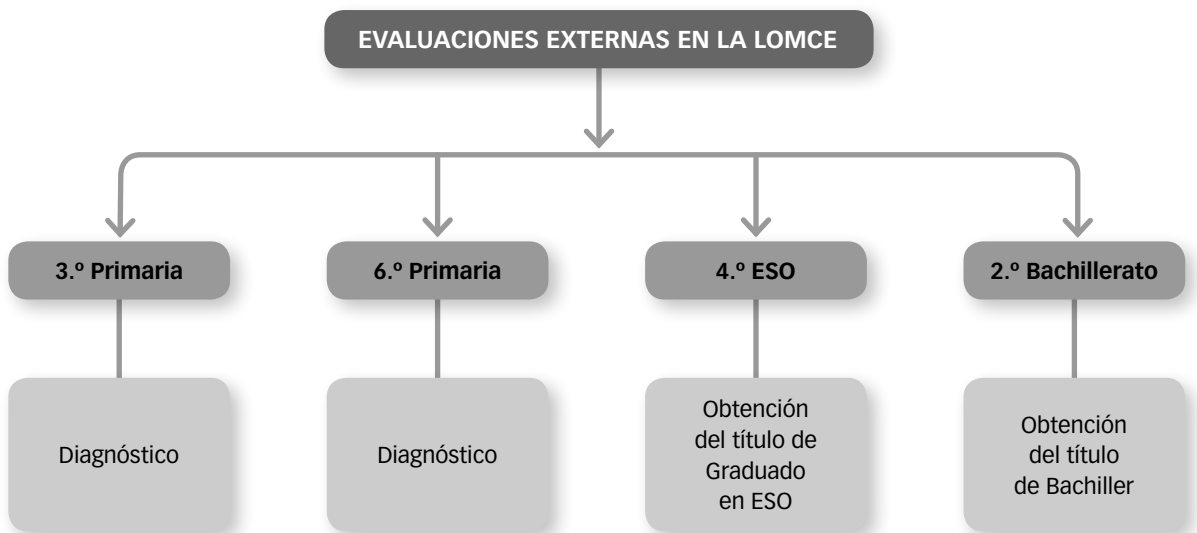 EVALUACIONES EXTERNAS EN LA LOMCE
3.º Primaria
6.º Primaria
4.º ESO
2.º Bachillerato
Diagnóstico
Diagnóstico
Obtención
del título de
Graduado
en ESO
Obtención
del título
de Bachiller